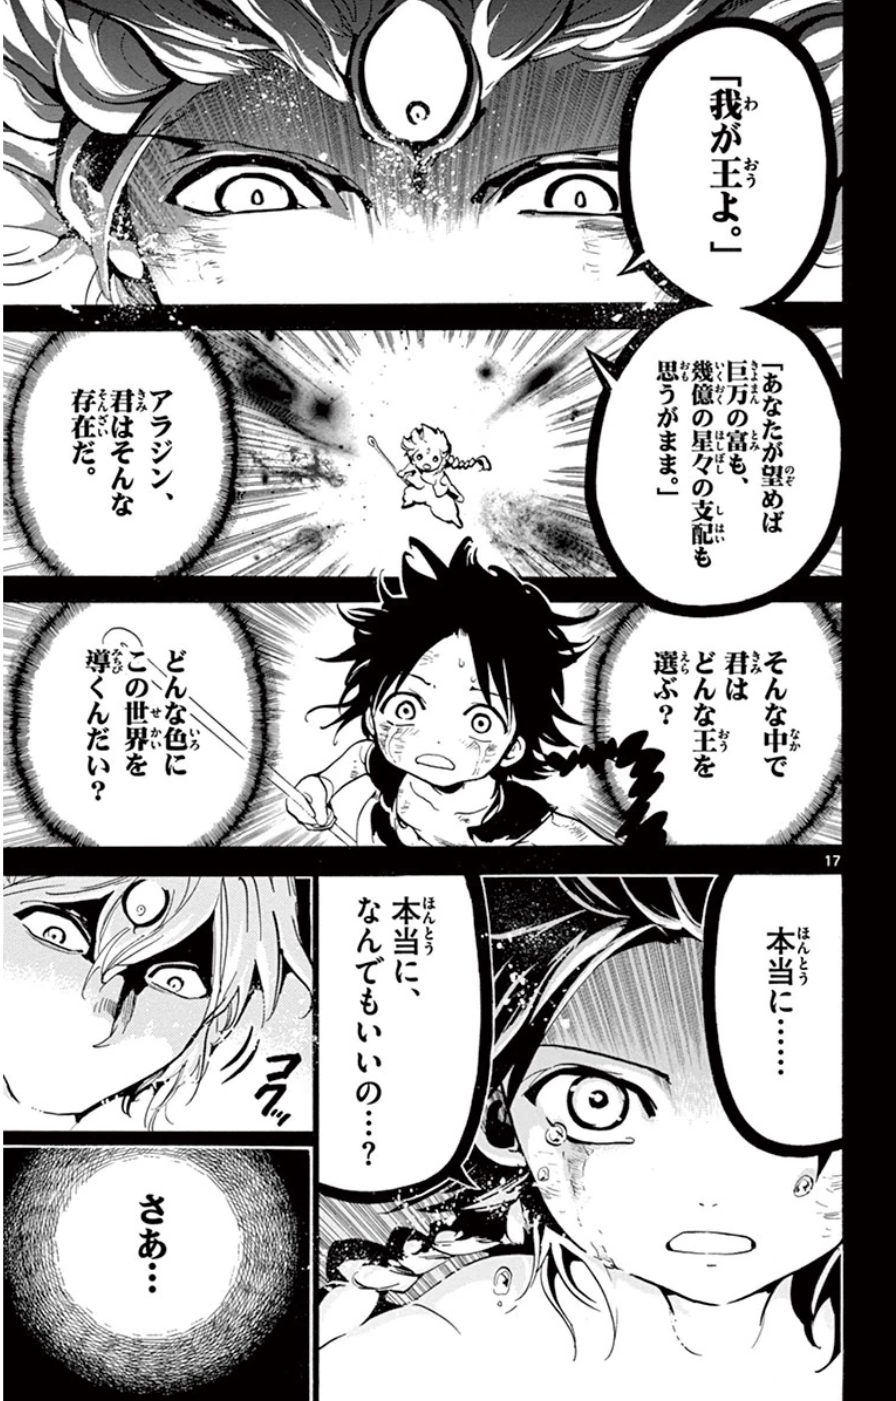 「我が王よ。」
「あなたが望めば
巨万の富も、
幾億の星々の支配も
思うがまま。」
アラジン、
君はそんな
存在だ。
そんな中で
君は
どんな王を
選ぶ？
どんな色に
この世界を
導くんだい？
17
本当に……
本当に、
なんでもいいの…？
コクッ
さあ…